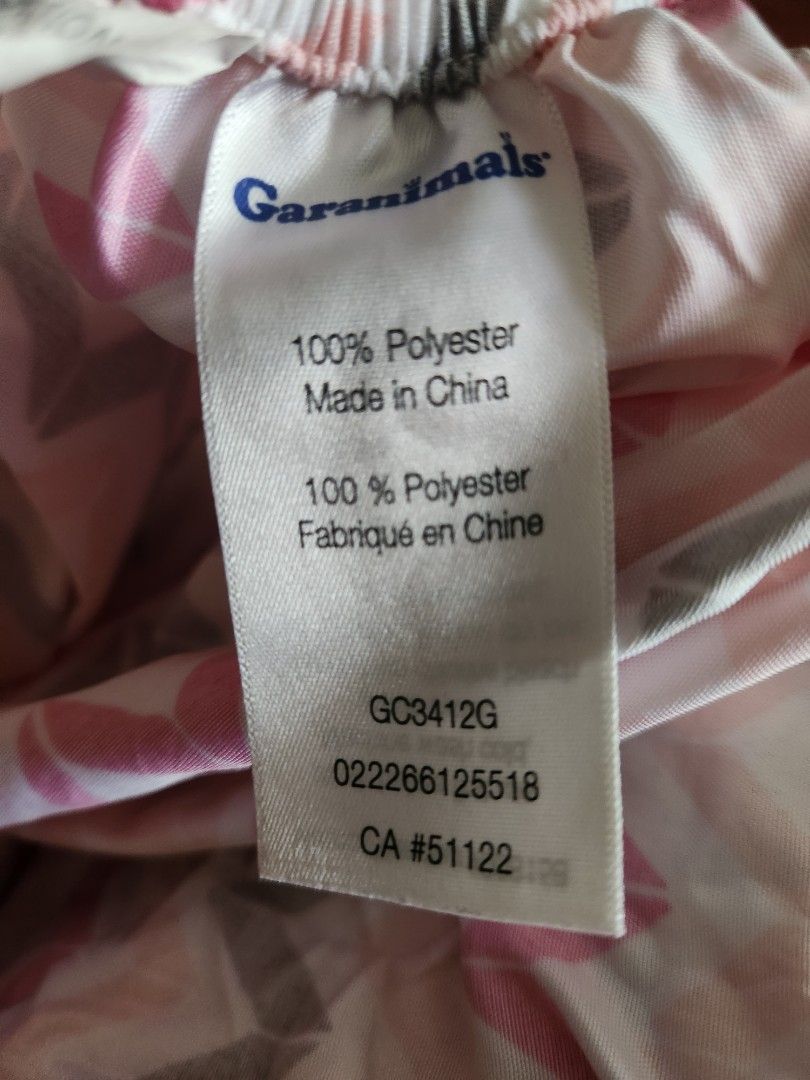 Garanimals
100% Polyester
Made in China
100 % Polyester
Fabriqué en Chine
GC3412G
022266125518
CA #51122